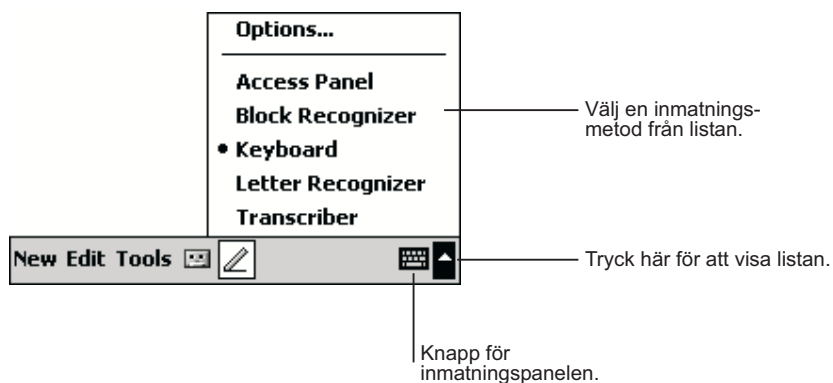 Options...
Access Panel
Block Recognizer
Keyboard
Letter Recognizer
Transcriber
Välj en inmatnings-
metod från listan.
New Edit Tools
Tryck här för att visa listan.
Knapp för
inmatningspanelen.